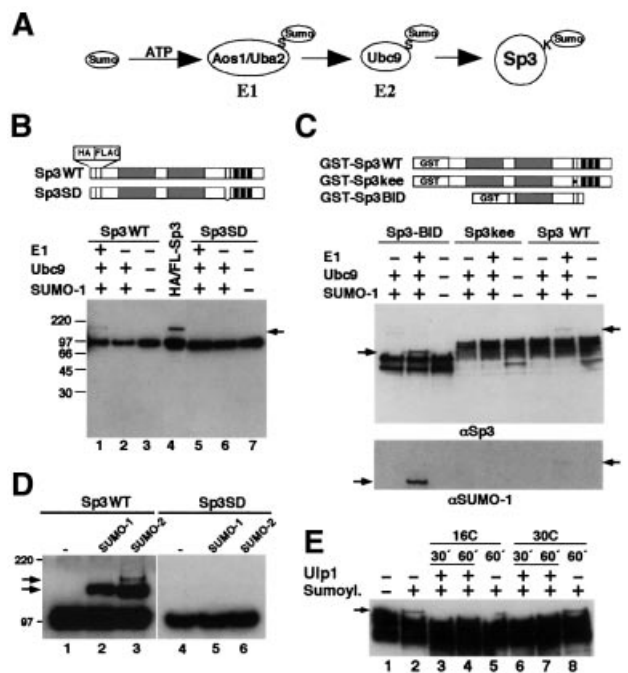 A
Sumo ATP Aos1/Uba2 S Sumo Ubc9 S Sumo Sp3 K Sumo
E1 E2
B
HA FLAG
Sp3WT
Sp3SD
Sp3WT HA/FL-Sp3 Sp3SD
E1 + - - + - -
Ubc9 + + - + + -
SUMO-1 + + - + + -
220
97
66
45
30
1 2 3 4 5 6 7
C
GST-Sp3WT GST
GST-Sp3kee GST
GST-Sp3BID GST
Sp3-BID Sp3kee Sp3 WT
E1 - + - - + - - + -
Ubc9 + + - + + - + + -
SUMO-1 + + - + + - + + -
αSp3
αSUMO-1
D
Sp3WT Sp3SD
- SUMO-1 SUMO-2 - SUMO-1 SUMO-2
220
97
1 2 3 4 5 6
E
16C 30C
30´ 60´ 60´ 30´ 60´ 60´
Ulp1 - - + + - + + -
Sumoyl. - + + + + + + +
1 2 3 4 5 6 7 8